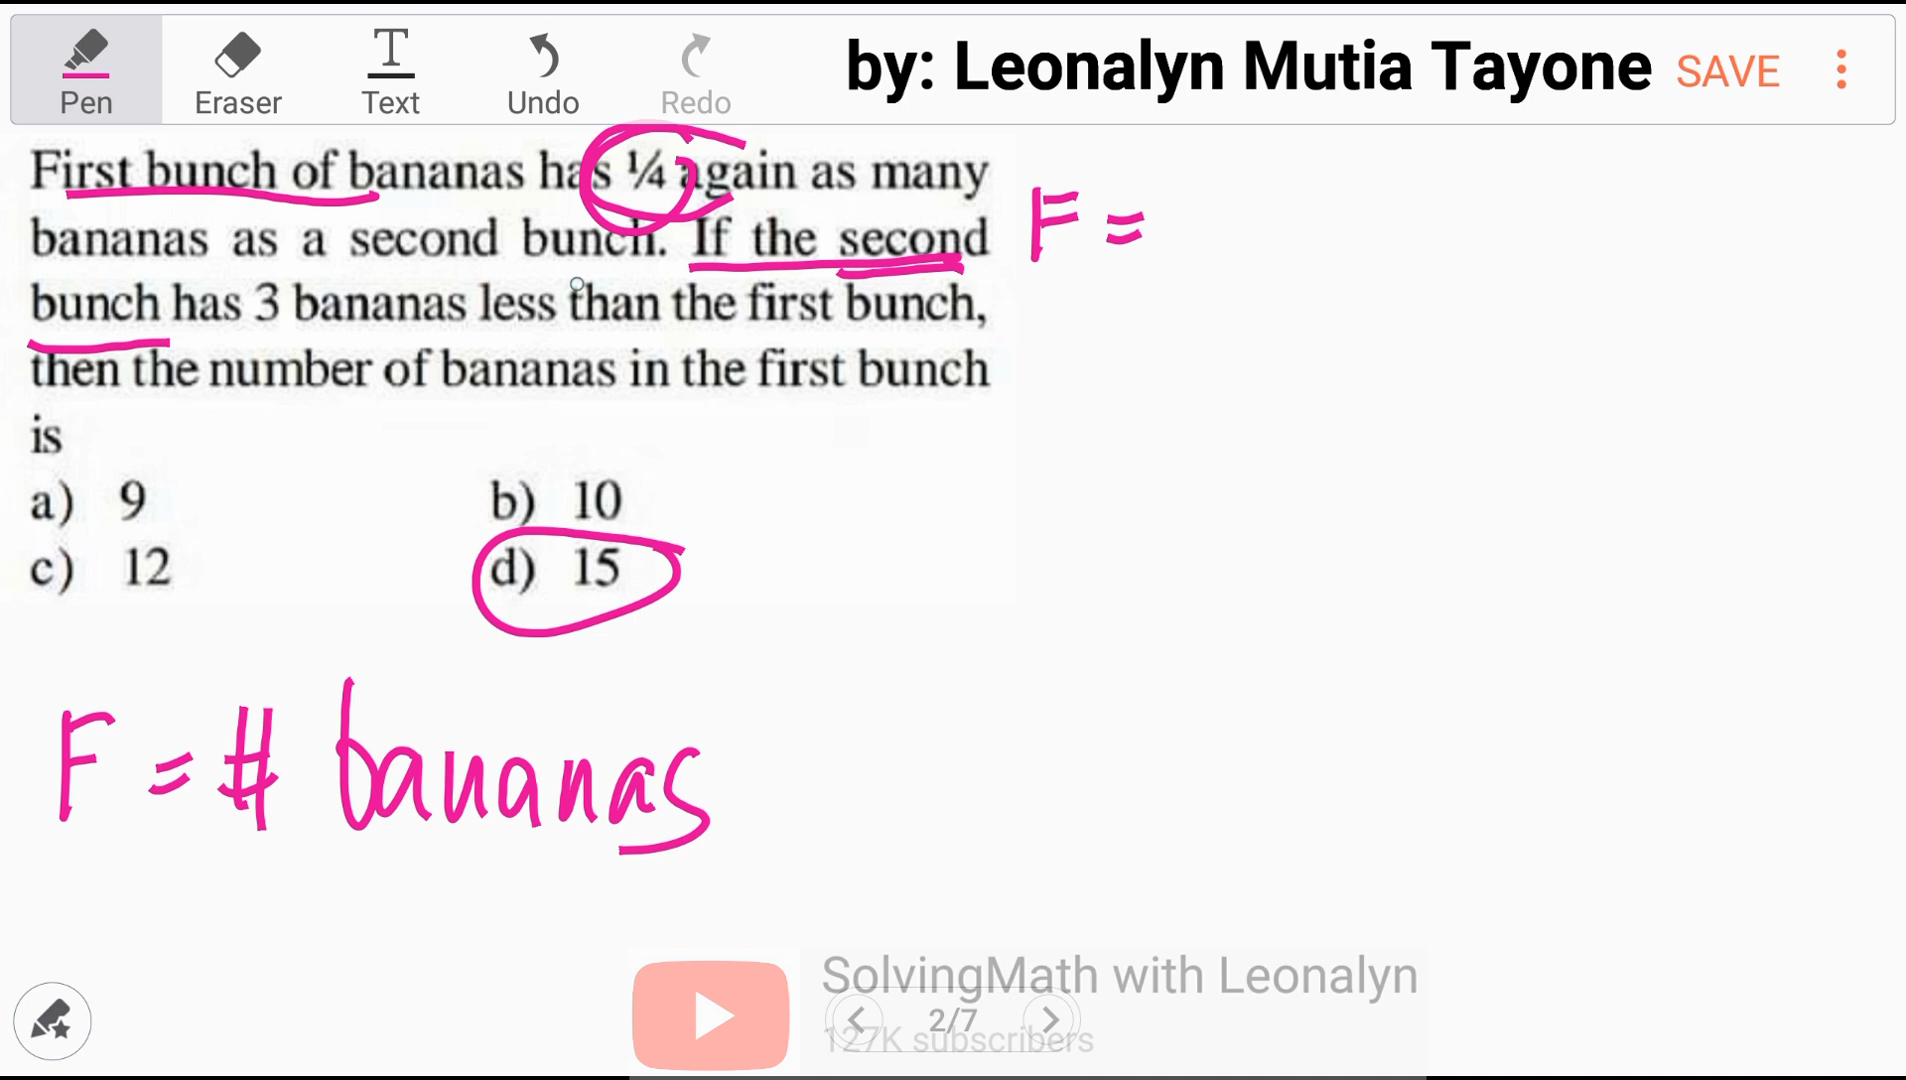 Pen
Eraser
Text
Undo
Redo
by: Leonalyn Mutia Tayone
SAVE
First bunch of bananas has ¼ again as many
bananas as a second bunch. If the second
bunch has 3 bananas less than the first bunch,
then the number of bananas in the first bunch
is
a) 9
b) 10
c) 12
d) 15
F =
F = # bananas
SolvingMath with Leonalyn
2/7
127K subscribers